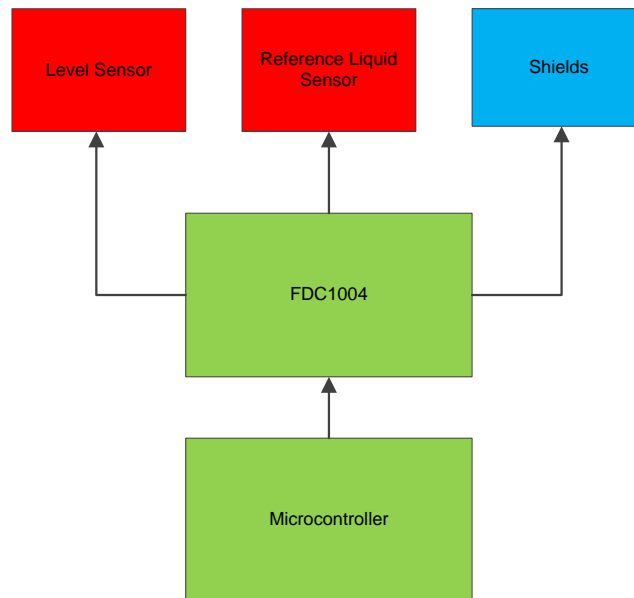 Level Sensor
Reference Liquid
Sensor
Shields
FDC1004
Microcontroller